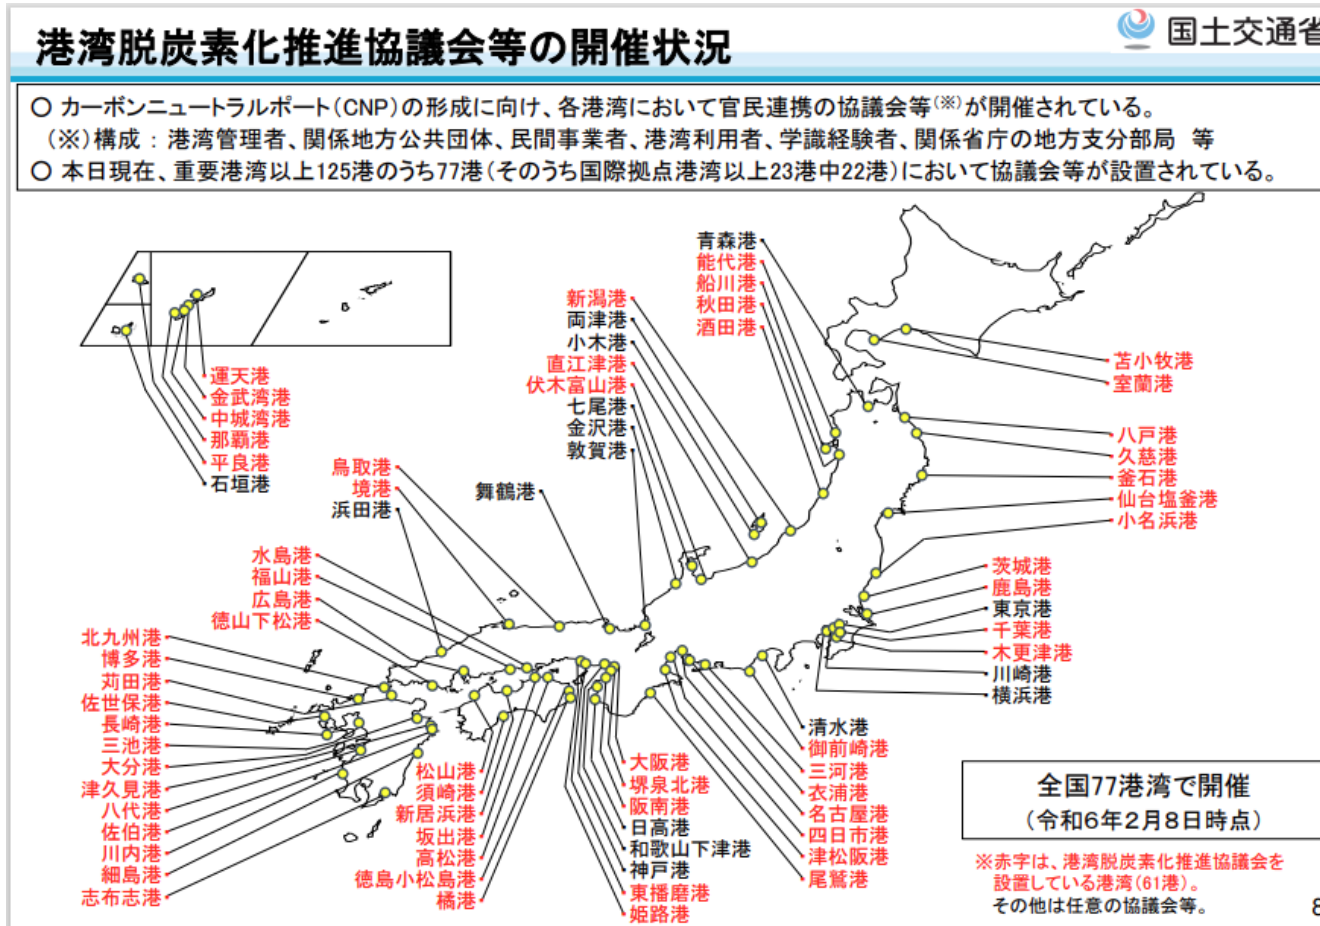 港湾脱炭素化推進協議会等の開催状況
国土交通省
○ カーボンニュートラルポート(CNP)の形成に向け、各港湾において官民連携の協議会等(※)が開催されている。
(※)構成 : 港湾管理者、関係地方公共団体、民間事業者、港湾利用者、学識経験者、関係省庁の地方支分部局 等
○ 本日現在、重要港湾以上125港のうち77港(そのうち国際拠点港湾以上23港中22港)において協議会等が設置されている。
運天港
金武湾港
中城湾港
那覇港
平良港
石垣港
青森港
能代港
船川港
秋田港
酒田港
新潟港
両津港
小木港
直江津港
伏木富山港
七尾港
金沢港
敦賀港
舞鶴港
鳥取港
境港
浜田港
水島港
福山港
広島港
徳山下松港
北九州港
博多港
苅田港
佐世保港
長崎港
三池港
大分港
津久見港
八代港
佐伯港
川内港
細島港
志布志港
松山港
須崎港
新居浜港
坂出港
高松港
徳島小松島港
橘港
大阪港
堺泉北港
阪南港
日高港
和歌山下津港
神戸港
東播磨港
姫路港
清水港
御前崎港
三河港
衣浦港
名古屋港
四日市港
津松阪港
尾鷲港
苫小牧港
室蘭港
八戸港
久慈港
釜石港
仙台塩釜港
小名浜港
茨城港
鹿島港
東京港
千葉港
木更津港
川崎港
横浜港
全国77港湾で開催
(令和6年2月8日時点)
※赤字は、港湾脱炭素化推進協議会を
設置している港湾(61港)。
その他は任意の協議会等。
8